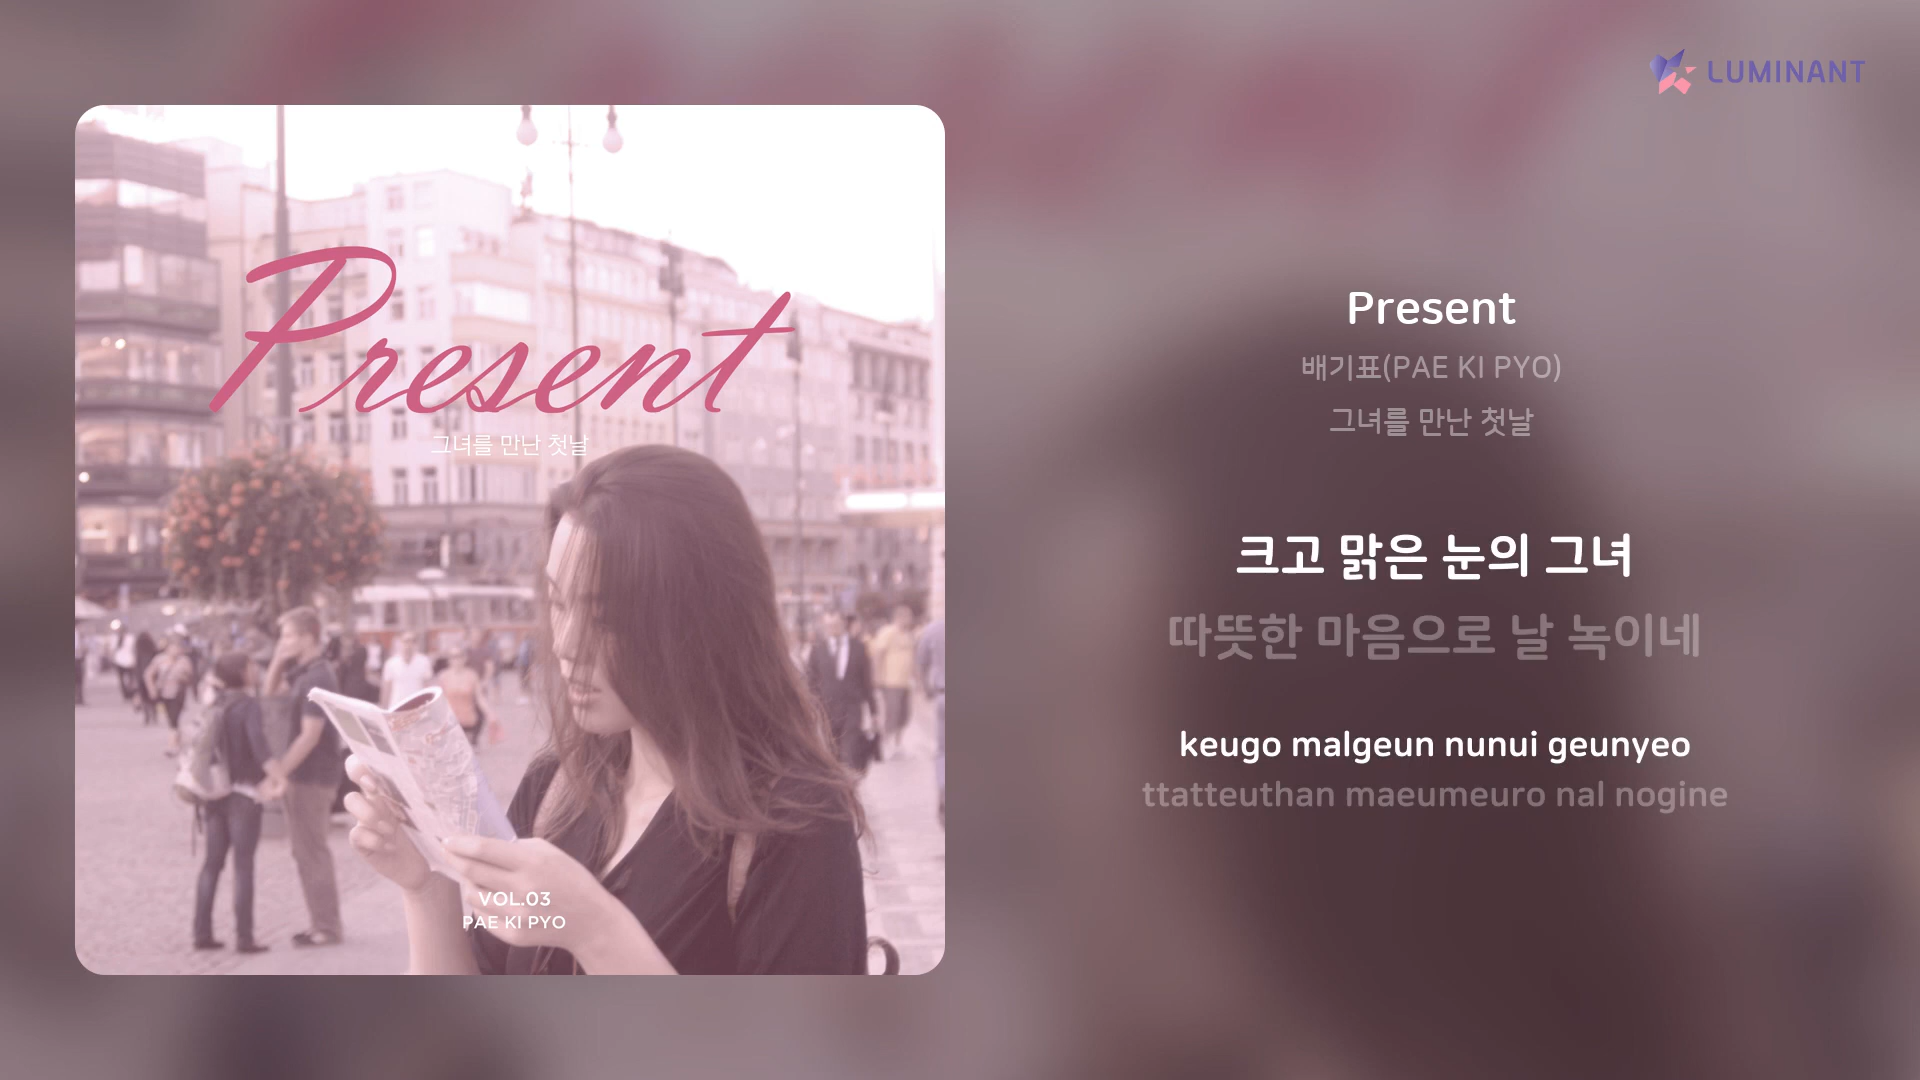 LUMINANT
Present
그녀를 만난 첫날
VOL.03
PAE KI PYO
Present
배기표(PAE KI PYO)
그녀를 만난 첫날
크고 맑은 눈의 그녀
따뜻한 마음으로 날 녹이네
keugo malgeun nunui geunyeo
ttatteuthan maeumeuro nal nogine